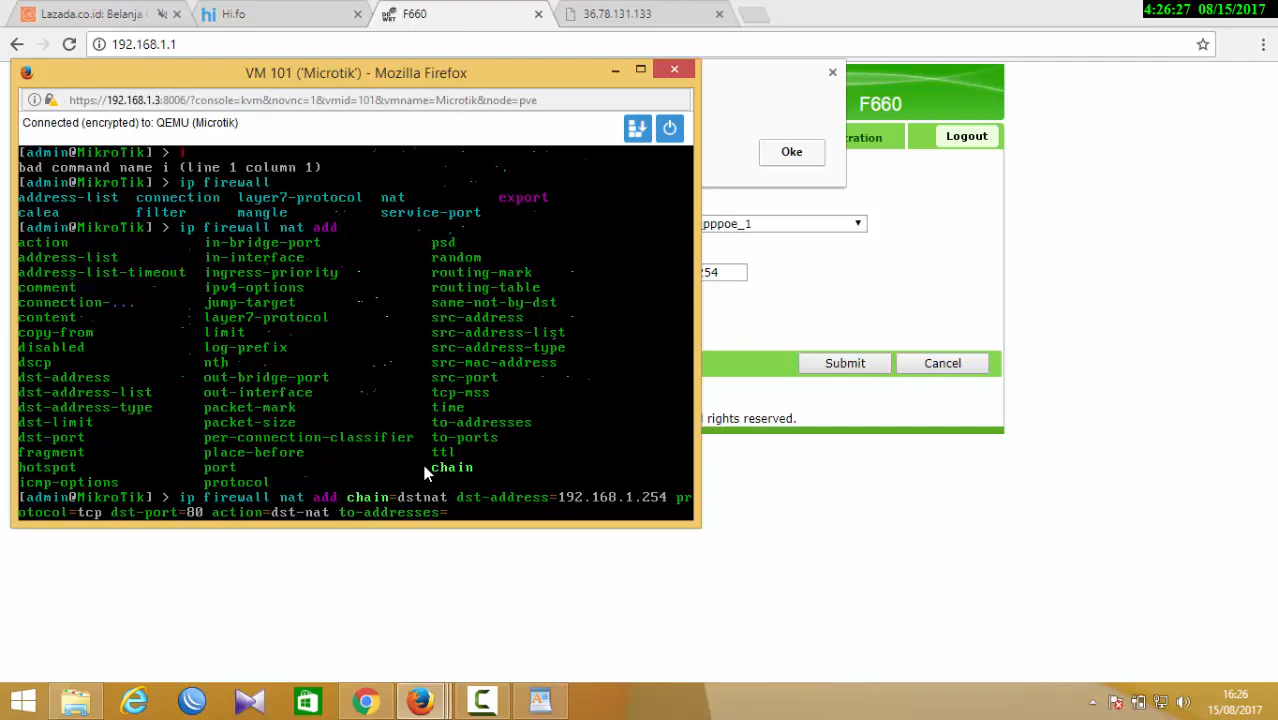 Lazada.co.id: Belanja
Hi.fo
F660
36.78.131.133
4:26:27 08/15/2017
192.168.1.1
VM 101 ('Microtik') - Mozilla Firefox
https://192.168.1.3:8006/?console=kvm&novnc=1&vmid=101&vmname=Microtik&node=pve
Connected (encrypted) to: QEMU (Microtik)
[admin@MikroTik] > i
bad command name i (line 1 column 1)
[admin@MikroTik] > ip firewall
address-list connection layer7-protocol nat export
calea filter mangle service-port
[admin@MikroTik] > ip firewall nat add
action in-bridge-port psd
address-list in-interface random
address-list-timeout ingress-priority routing-mark
comment ipv4-options routing-table
connection-... jump-target same-not-by-dst
content layer7-protocol src-address
copy-from limit src-address-list
disabled log-prefix src-address-type
dscp nth src-mac-address
dst-address out-bridge-port src-port
dst-address-list out-interface tcp-mss
dst-address-type packet-mark time
dst-limit packet-size to-addresses
dst-port per-connection-classifier to-ports
fragment place-before ttl
hotspot port chain
icmp-options protocol
[admin@MikroTik] > ip firewall nat add chain=dstnat dst-address=192.168.1.254 pr
otocol=tcp dst-port=80 action=dst-nat to-addresses=
F660
tration
Logout
Oke
_pppoe_1
54
Submit
Cancel
l rights reserved.
16:26
15/08/2017